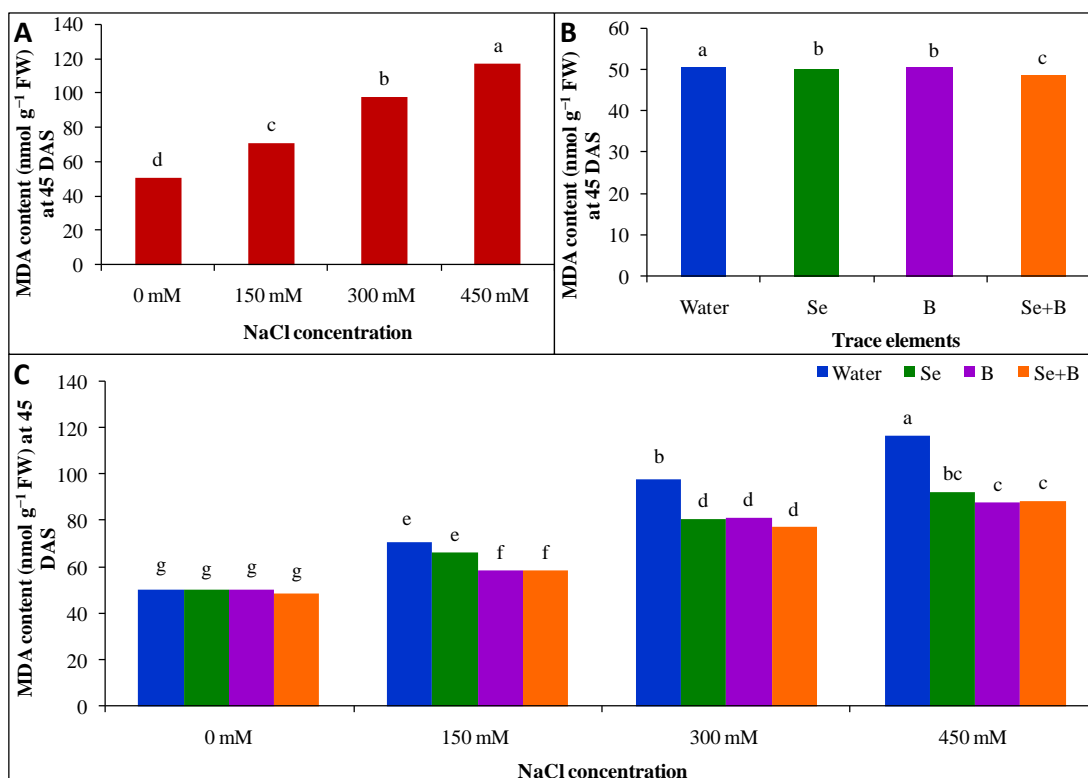 A
MDA content (nmol g⁻¹ FW)
at 45 DAS
140
120
100
80
60
40
20
0
d
c
b
a
0 mM 150 mM 300 mM 450 mM
NaCl concentration
B
MDA content (nmol g⁻¹ FW)
at 45 DAS
60
50
40
30
20
10
0
a
b
b
c
Water Se B Se+B
Trace elements
C
Water Se B Se+B
MDA content (nmol g⁻¹ FW) at 45
DAS
140
120
100
80
60
40
20
0
g g g g
e e f f
b d d d
a bc c c
0 mM 150 mM 300 mM 450 mM
NaCl concentration